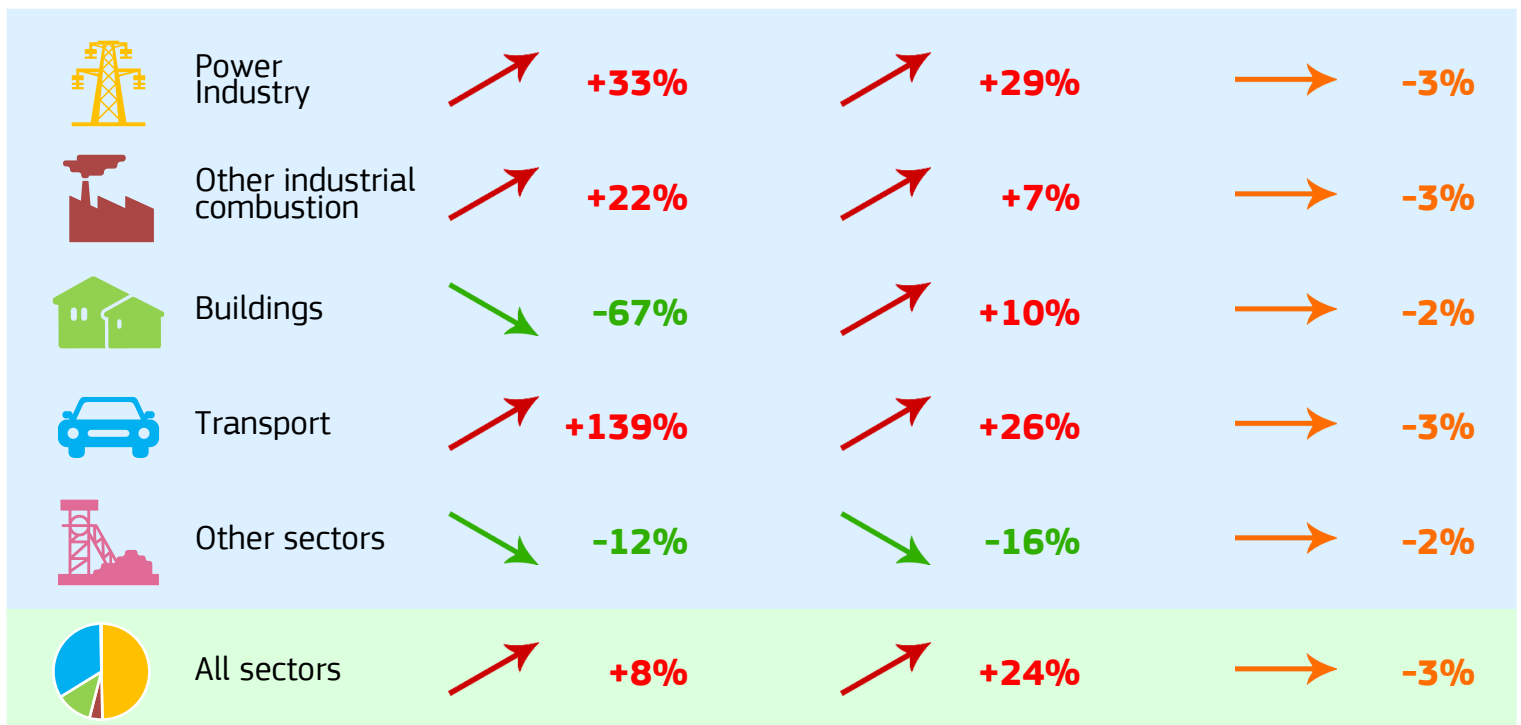 Power
Industry
+33%
+29%
-3%
Other industrial
combustion
+22%
+7%
-3%
Buildings
-67%
+10%
-2%
Transport
+139%
+26%
-3%
Other sectors
-12%
-16%
-2%
All sectors
+8%
+24%
-3%